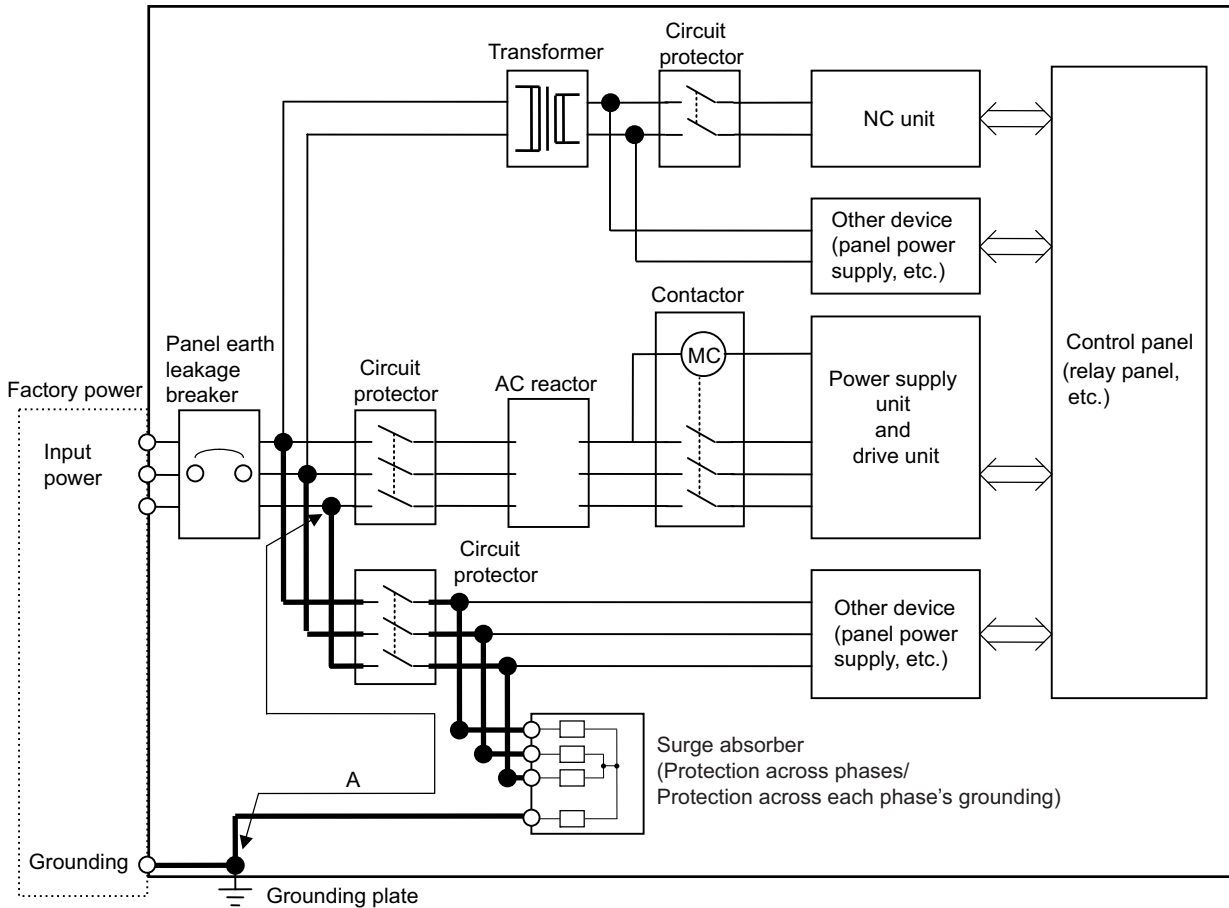 Transformer
Circuit
protector
NC unit
Other device
(panel power
supply, etc.)
Contactor
MC
Control panel
(relay panel,
etc.)
Panel earth
leakage
breaker
Circuit
protector
AC reactor
Power supply
unit
and
drive unit
Factory power
Input
power
Circuit
protector
Other device
(panel power
supply, etc.)
Surge absorber
(Protection across phases/
Protection across each phase's grounding)
A
Grounding
Grounding plate